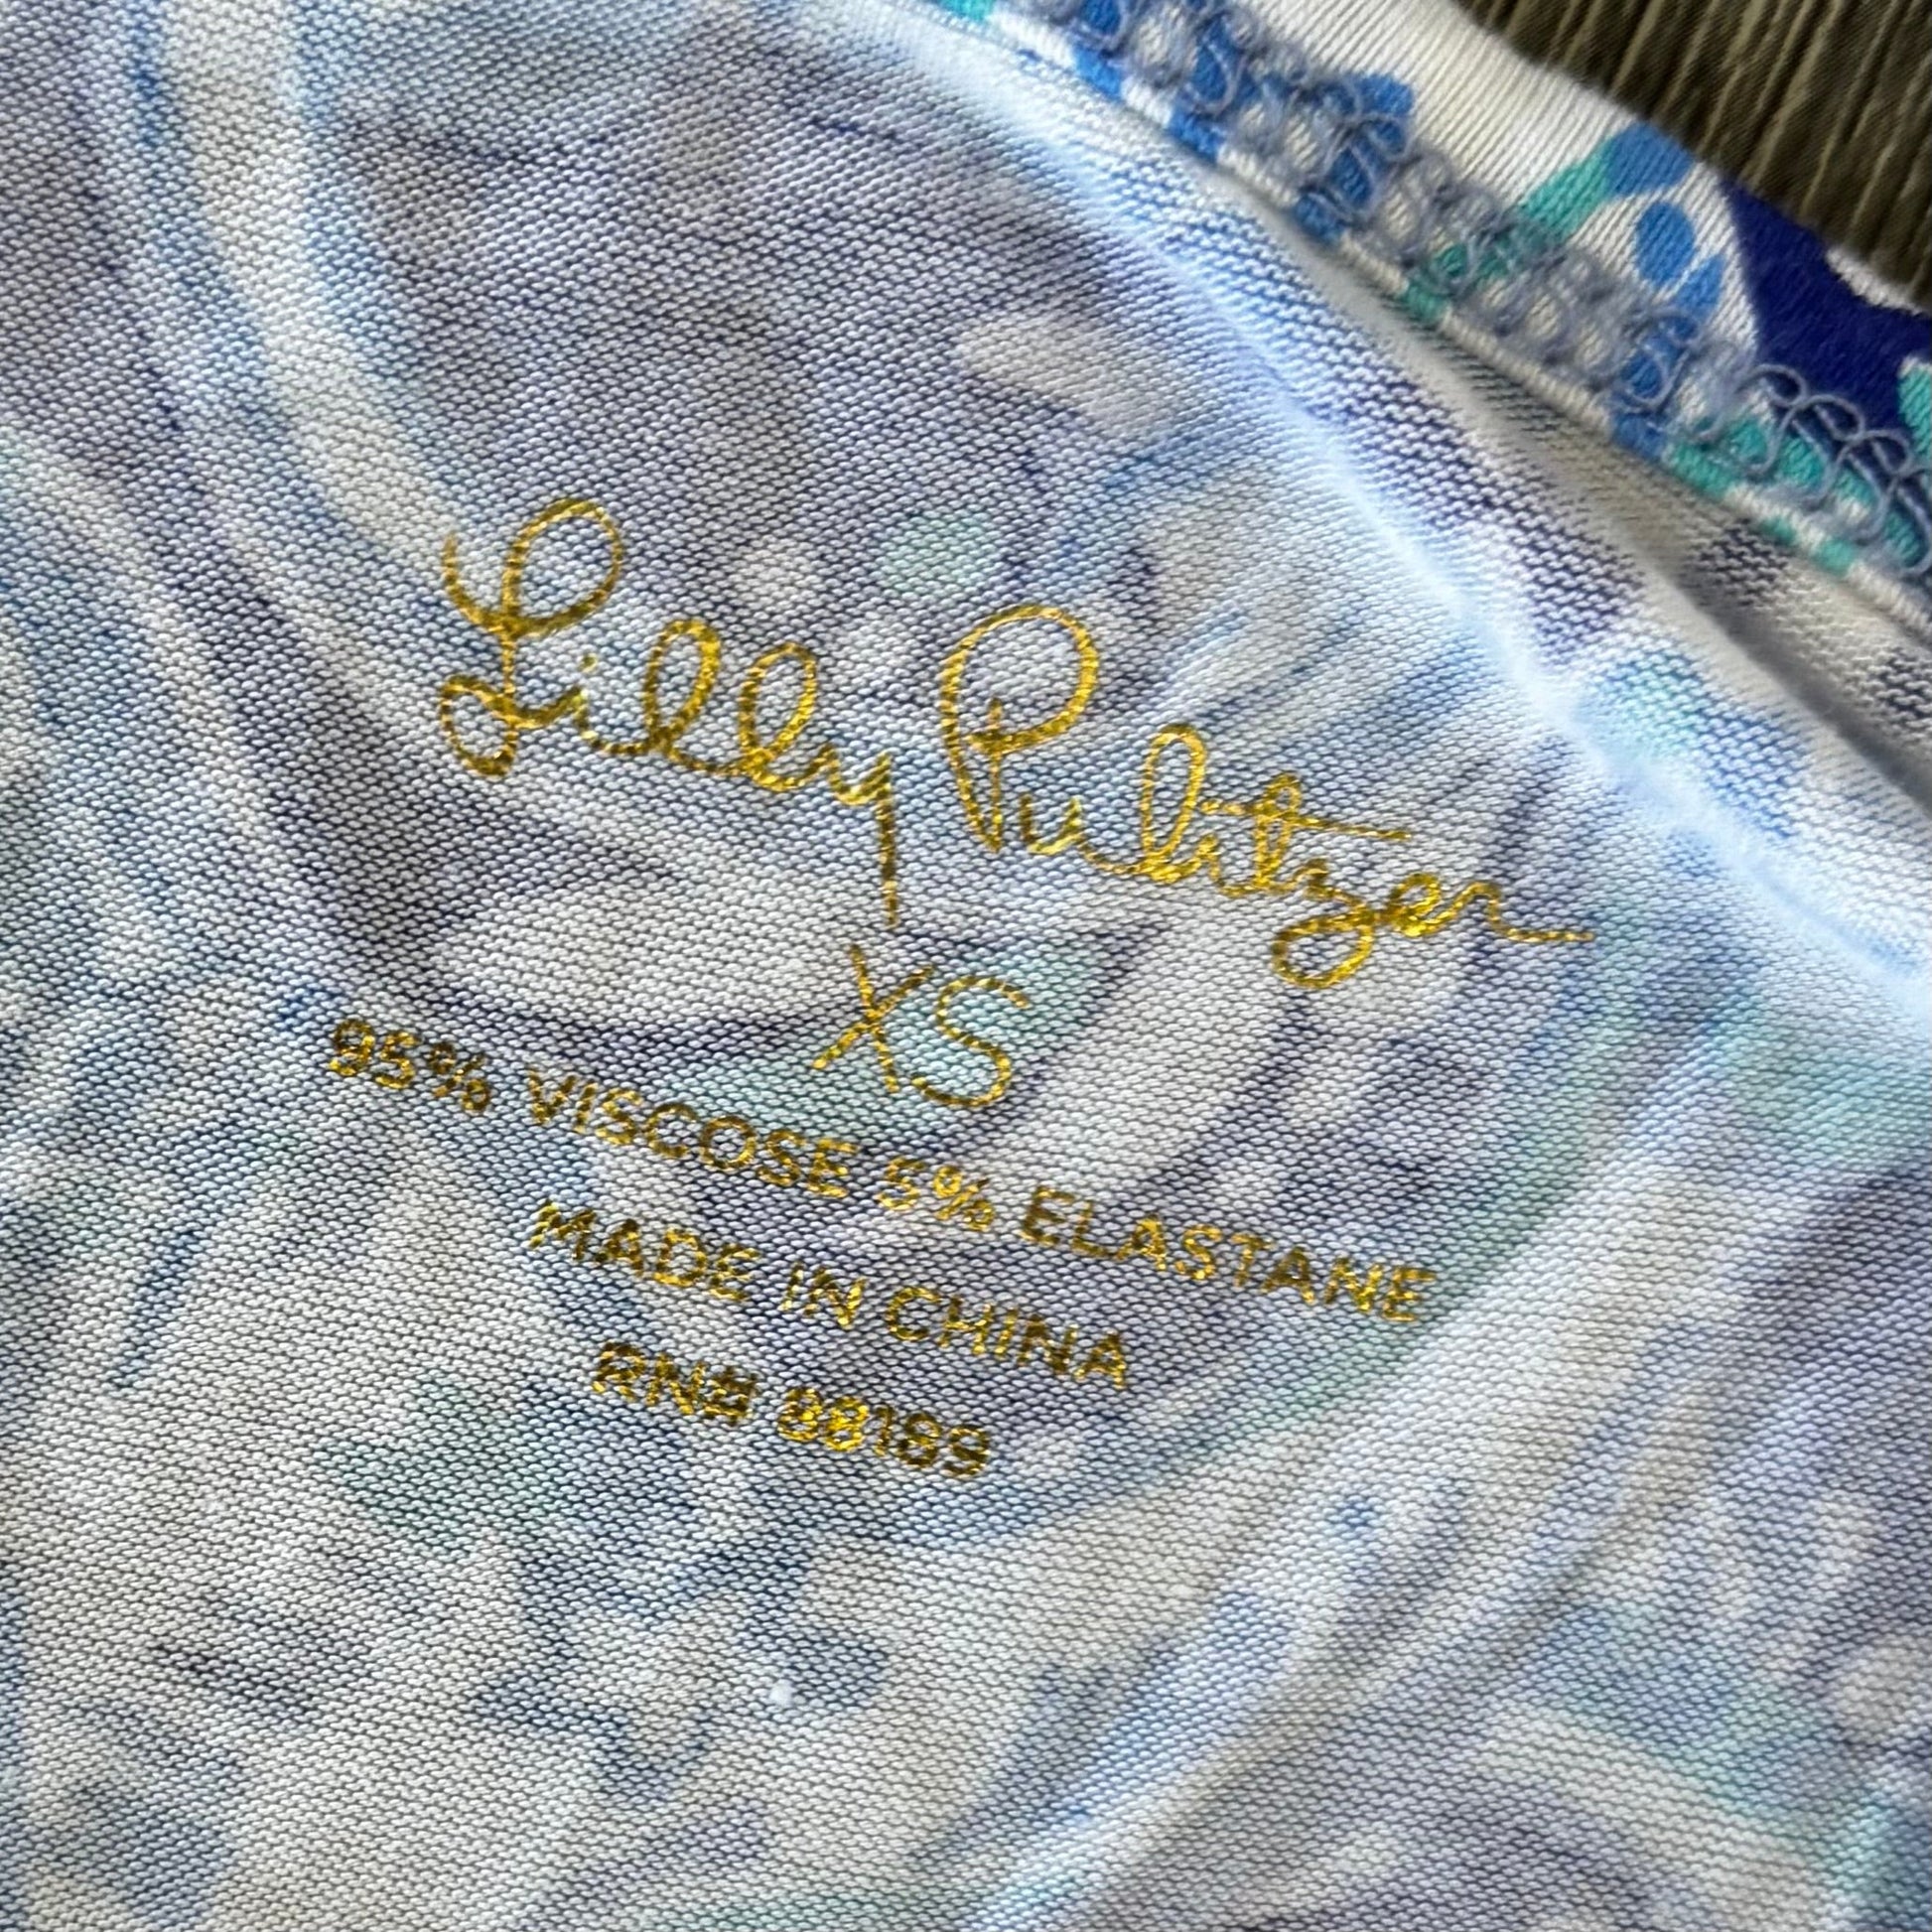 Lilly Pulitzer
XS
95% VISCOSE 5% ELASTANE
MADE IN CHINA
RN# 88189